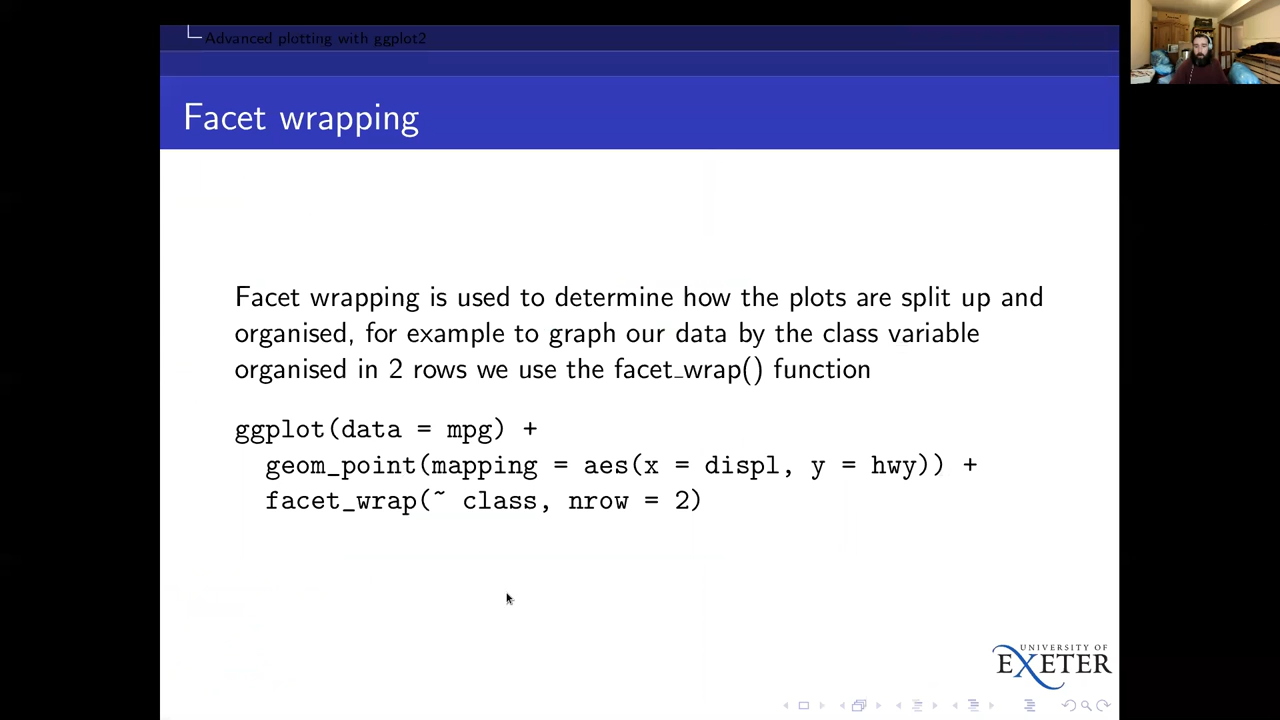 Advanced plotting with ggplot2
Facet wrapping
Facet wrapping is used to determine how the plots are split up and
organised, for example to graph our data by the class variable
organised in 2 rows we use the facet_wrap() function
ggplot(data = mpg) +
geom_point(mapping = aes(x = displ, y = hwy)) +
facet_wrap(~ class, nrow = 2)
UNIVERSITY OF
EXETER